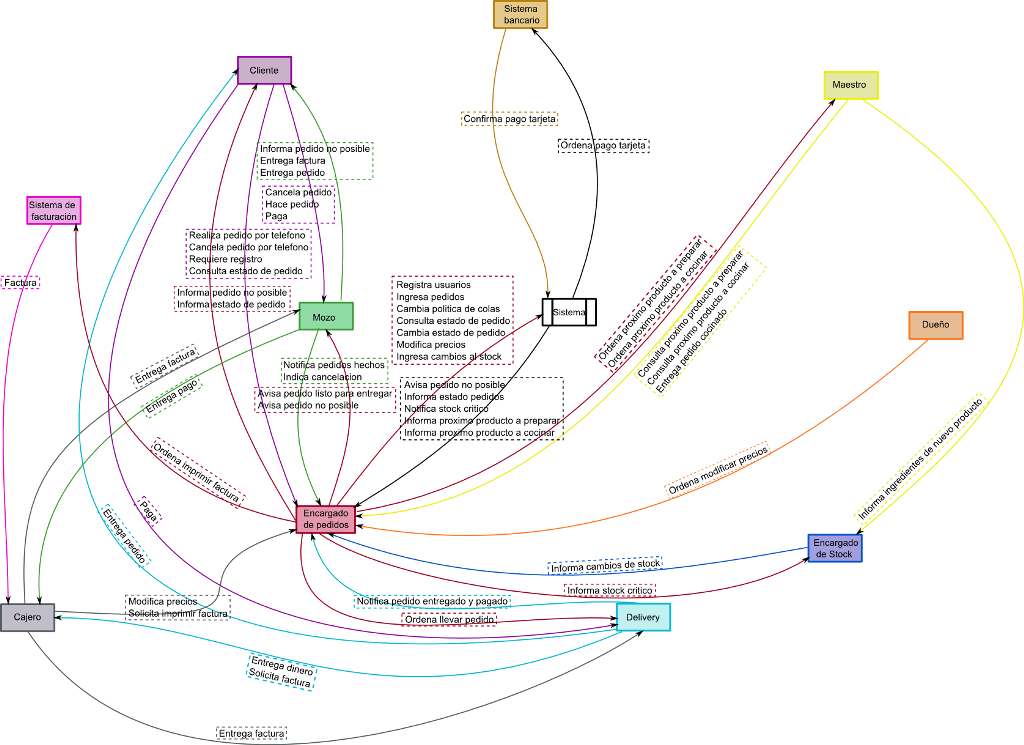 Sistema
bancario
Cliente
Maestro
Confirma pago tarjeta
Ordena pago tarjeta
Informa pedido no posible
Entrega factura
Entrega pedido
Cancela pedido
Hace pedido
Paga
Sistema de
facturación
Realiza pedido por telefono
Cancela pedido por telefono
Requiere registro
Consulta estado de pedido
Factura
Informa pedido no posible
Informa estado de pedido
Registra usuarios
Ingresa pedidos
Cambia politica de colas
Consulta estado de pedido
Cambia estado de pedido
Modifica precios
Ingresa cambios al stock
Ordena proximo producto a preparar
Ordena proximo producto a cocinar
Consulta proximo producto a preparar
Consulta proximo producto a cocinar
Entrega pedido cocinado
Mozo
Sistema
Dueño
Entrega factura
Entrega pago
Notifica pedidos hechos
Indica cancelacion
Avisa pedido listo para entregar
Avisa pedido no posible
Avisa pedido no posible
Informa estado pedidos
Notifica stock critico
Informa proximo producto a preparar
Informa proximo producto a cocinar
Ordena imprimir factura
Ordena modificar precios
Informa ingredientes de nuevo producto
Paga
Entrega pedido
Encargado
de pedidos
Encargado
de Stock
Informa cambios de stock
Informa stock critico
Modifica precios
Solicita imprimir factura
Notifica pedido entregado y pagado
Ordena llevar pedido
Cajero
Delivery
Entrega dinero
Solicita factura
Entrega factura